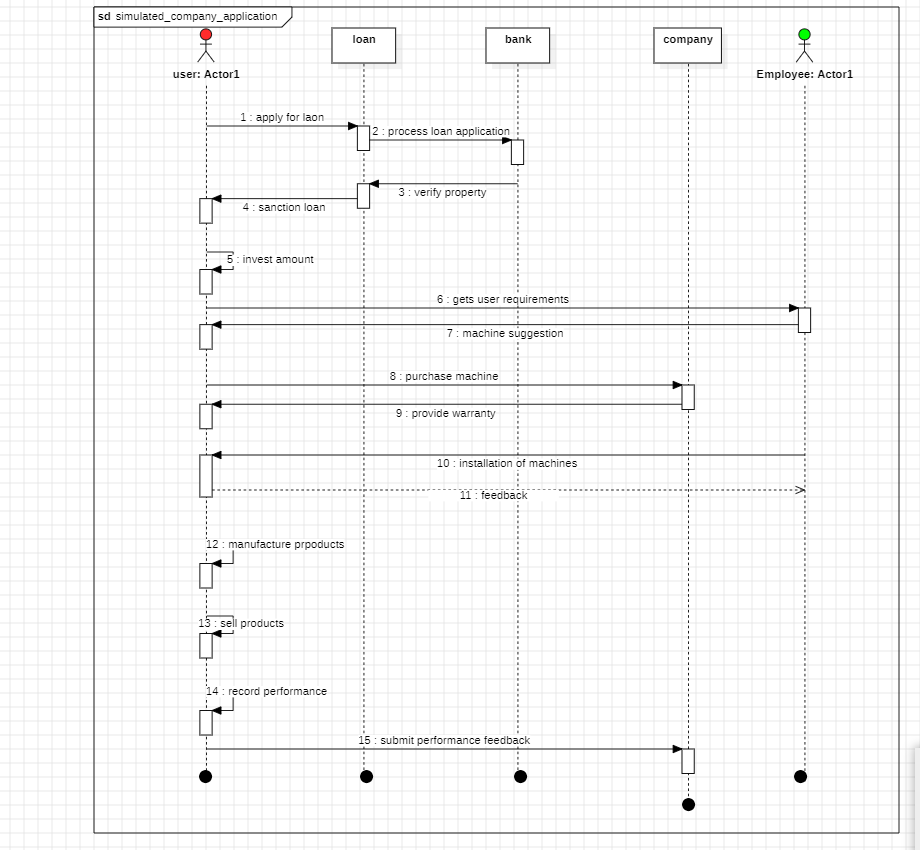 sd simulated_company_application
loan
bank
company
user: Actor1
Employee: Actor1
1 : apply for laon
2 : process loan application
3 : verify property
4 : sanction loan
5 : invest amount
6 : gets user requirements
7 : machine suggestion
8 : purchase machine
9 : provide warranty
10 : installation of machines
11 : feedback
12 : manufacture prpoducts
13 : sell products
14 : record performance
15 : submit performance feedback